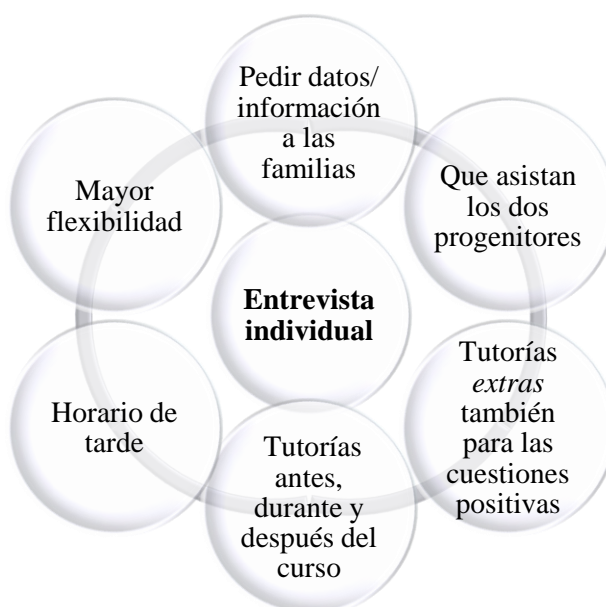 Pedir datos/
información
a las
familias
Que asistan
los dos
progenitores
Tutorías
extras
también
para las
cuestiones
positivas
Tutorías
antes,
durante y
después del
curso
Horario de
tarde
Mayor
flexibilidad
Entrevista
individual